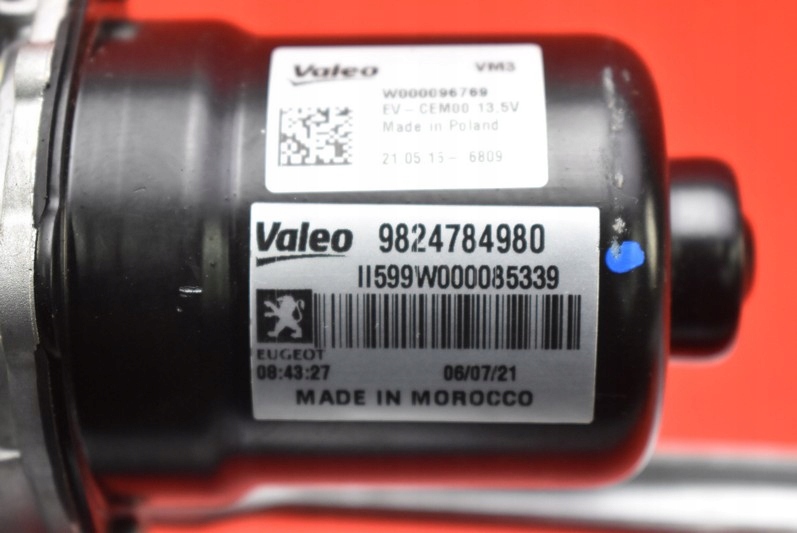 Valeo VM3
W000096769
EV-CEM00 13.5V
Made in Poland
21 05 15- 6809
Valeo 9824784980
II599W000085339
EUGEOT
08:43:27 06/07/21
MADE IN MOROCCO